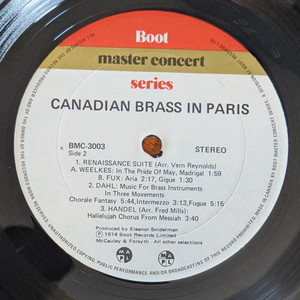 Boot
master concert
series
CANADIAN BRASS IN PARIS
BMC-3003
Side 2
STEREO
1. RENAISSANCE SUITE (Arr. Vern Reynolds)
A. WEELKES: In The Pride Of May, Madrigal 1:59
B. FUX: Aria 2:17, Gigue 1:30
2. DAHL: Music For Brass Instruments
In Three Movements
Chorale Fantasy 5:44, Intermezzo 3:13, Fugue 5:15
3. HANDEL (Arr. Fred Mills):
Hallelujah Chorus From Messiah 3:40
Produced by Eleanor Sniderman
℗ 1974 Boot Records Limited
McCauley & Forsyth - All other selections